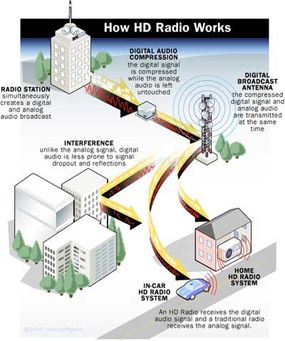 How HD Radio Works
DIGITAL AUDIO
COMPRESSION
the digital signal
is compressed
while the analog
audio is left
untouched
RADIO STATION
simultaneously
creates a digital
and analog
audio broadcast
DIGITAL
BROADCAST
ANTENNA
the compressed
digital signal and
analog audio
are transmitted
at the same
time
INTERFERENCE
unlike the analog signal, digital
audio is less prone to signal
dropout and reflections
IN-CAR
HD RADIO
SYSTEM
HOME
HD RADIO
SYSTEM
An HD Radio receives the digital
audio signal and a traditional radio
receives the analog signal.